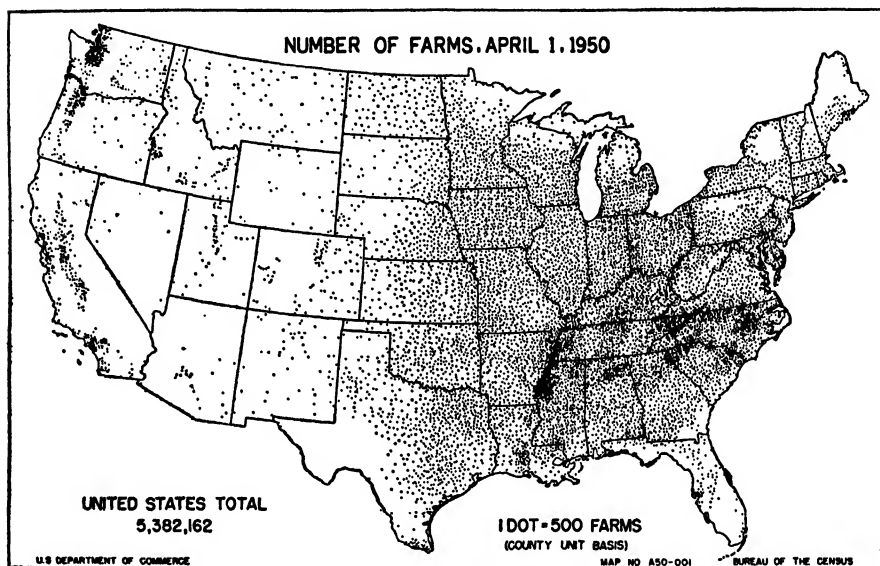 NUMBER OF FARMS, APRIL 1, 1950
UNITED STATES TOTAL
5,382,162
1 DOT = 500 FARMS
(COUNTY UNIT BASIS)
U.S DEPARTMENT OF COMMERCE
MAP NO A50-001
BUREAU OF THE CENSUS